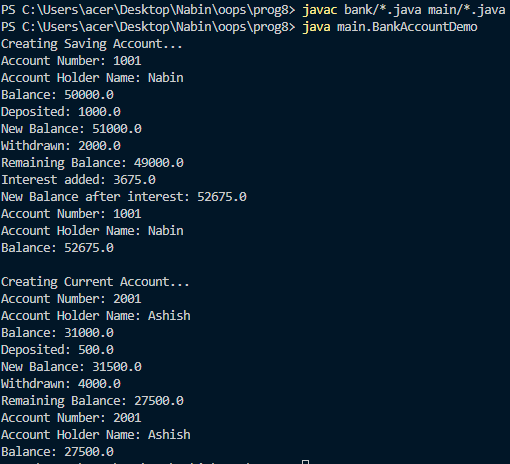 PS C:\Users\acer\Desktop\Nabin\oops\prog8> javac bank/*.java main/*.java
PS C:\Users\acer\Desktop\Nabin\oops\prog8> java main.BankAccountDemo
Creating Saving Account...
Account Number: 1001
Account Holder Name: Nabin
Balance: 50000.0
Deposited: 1000.0
New Balance: 51000.0
Withdrawn: 2000.0
Remaining Balance: 49000.0
Interest added: 3675.0
New Balance after interest: 52675.0
Account Number: 1001
Account Holder Name: Nabin
Balance: 52675.0

Creating Current Account...
Account Number: 2001
Account Holder Name: Ashish
Balance: 31000.0
Deposited: 500.0
New Balance: 31500.0
Withdrawn: 4000.0
Remaining Balance: 27500.0
Account Number: 2001
Account Holder Name: Ashish
Balance: 27500.0